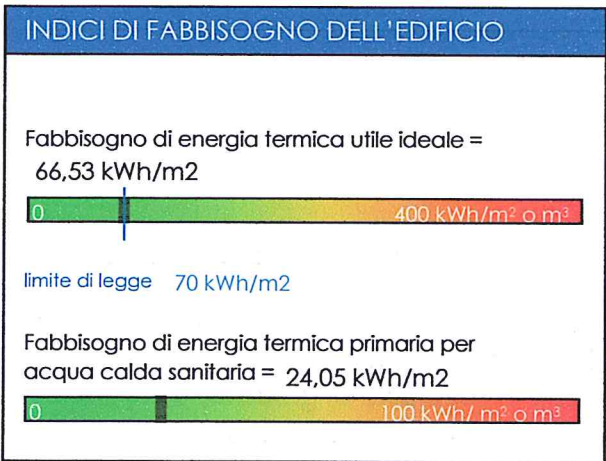 INDICI DI FABBISOGNO DELL'EDIFICIO
Fabbisogno di energia termica utile ideale =
66,53 kWh/m2
0 400 kWh/m² o m³
limite di legge 70 kWh/m2
Fabbisogno di energia termica primaria per
acqua calda sanitaria = 24,05 kWh/m2
0 100 kWh/ m² o m³